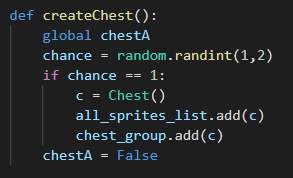 def createChest():
    global chestA
    chance = random.randint(1,2)
    if chance == 1:
        c = Chest()
        all_sprites_list.add(c)
        chest_group.add(c)
    chestA = False